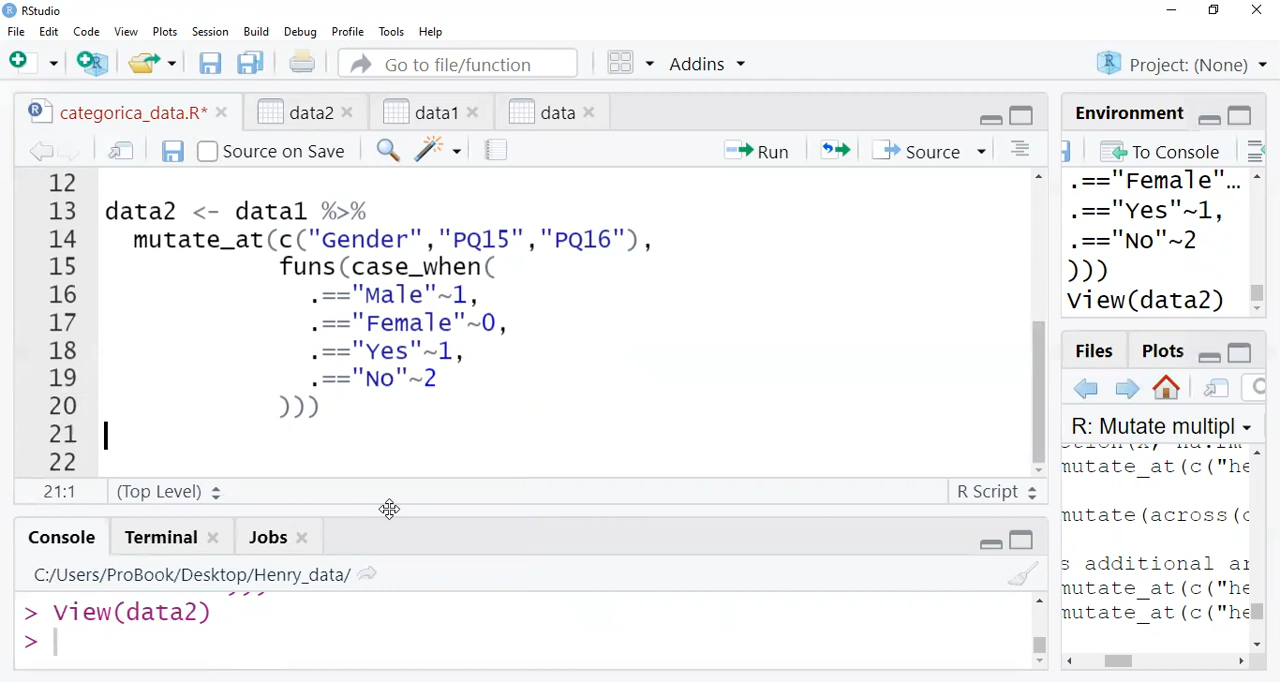 RStudio
File Edit Code View Plots Session Build Debug Profile Tools Help
Go to file/function Addins Project: (None)
categorica_data.R* data2 data1 data
Source on Save Run Source
12
13 data2 <- data1 %>%
14 mutate_at(c("Gender","PQ15","PQ16"),
15 funs(case_when(
16 .=="Male"~1,
17 .=="Female"~0,
18 .=="Yes"~1,
19 .=="No"~2
20 )))
21
22
21:1 (Top Level) R Script
Console Terminal Jobs
C:/Users/ProBook/Desktop/Henry_data/
> View(data2)
>
Environment
To Console
.=="Female"...
.=="Yes"~1,
.=="No"~2
)))
View(data2)
Files Plots
R: Mutate multipl
mutate_at(c("he
mutate(across(c
s additional ar
mutate_at(c("he
mutate_at(c("he